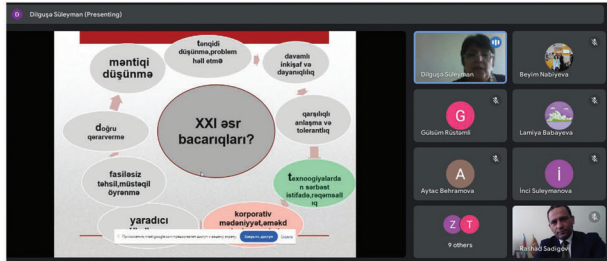 D Dilguşa Süleyman (Presenting)
tənqidi
düşünmə,problem
həll etmə
davamlı
inkişaf və
dayanıqlılıq
məntiqi
düşünmə
XXI əsr
bacarıqları?
qarşılıqlı
anlaşma və
tolerantlıq
doğru
qərarvermə
texnoogiyalarda
n sərbəst
istifadə,rəqəmsall
ıq
fasiləsiz
təhsil,müstəqil
öyrənmə
yaradıcı
korporativ
mədəniyyət,əməkd
Dilguşa Süleyman
Beyim Nabiyeva
G
Gülsüm Rüstəmli
Lamiya Babayeva
A
Aytac Behramova
i
İnci Suleymanova
Z T
9 others
Rashad Sadigov